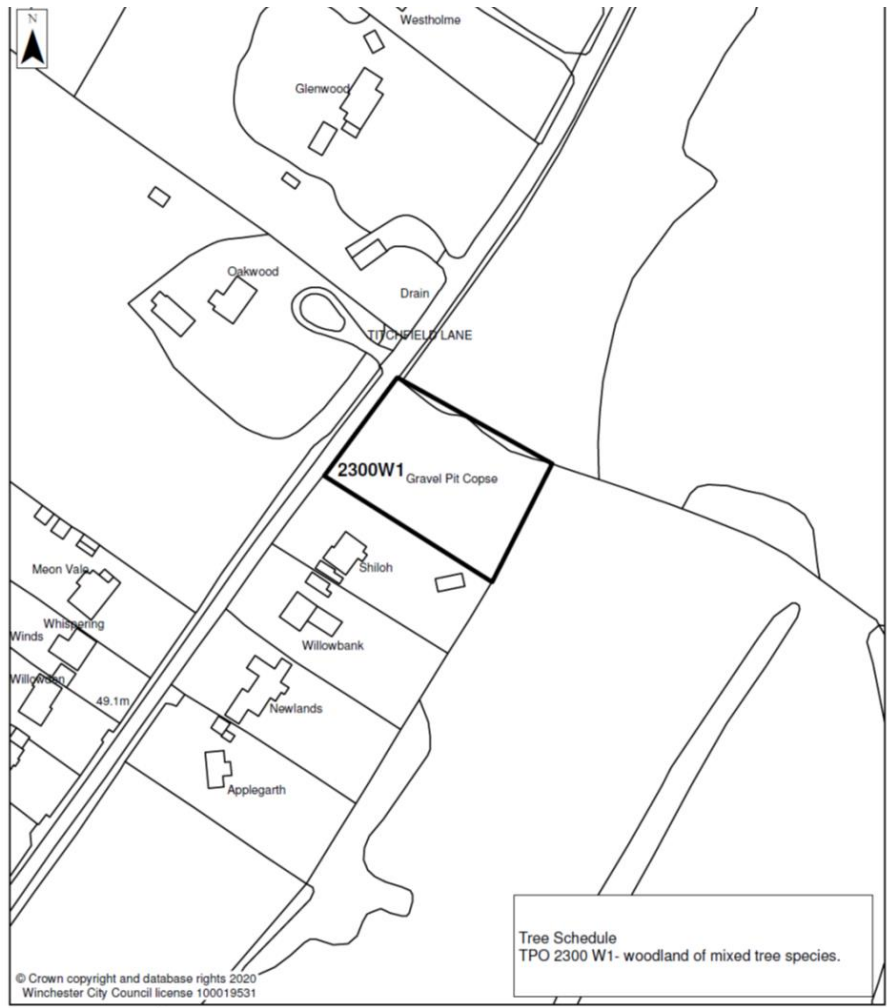 N
Westholme
Glenwood
Oakwood
Drain
TITCHFIELD LANE
2300W1
Gravel Pit Copse
Shiloh
Meon Vale
Willowbank
Whispering
Winds
Willowden
49.1m
Newlands
Applegarth
Tree Schedule
TPO 2300 W1- woodland of mixed tree species.
© Crown copyright and database rights 2020
Winchester City Council license 100019531